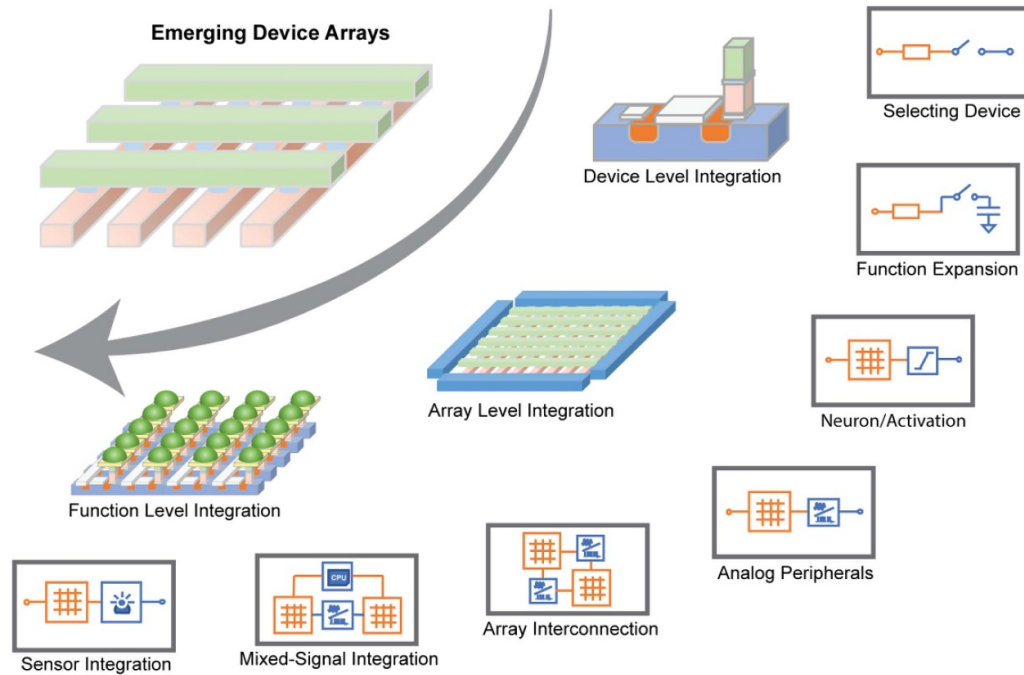 Emerging Device Arrays
Selecting Device
Device Level Integration
Function Expansion
Array Level Integration
Neuron/Activation
Function Level Integration
Analog Peripherals
CPU
Array Interconnection
Mixed-Signal Integration
Sensor Integration